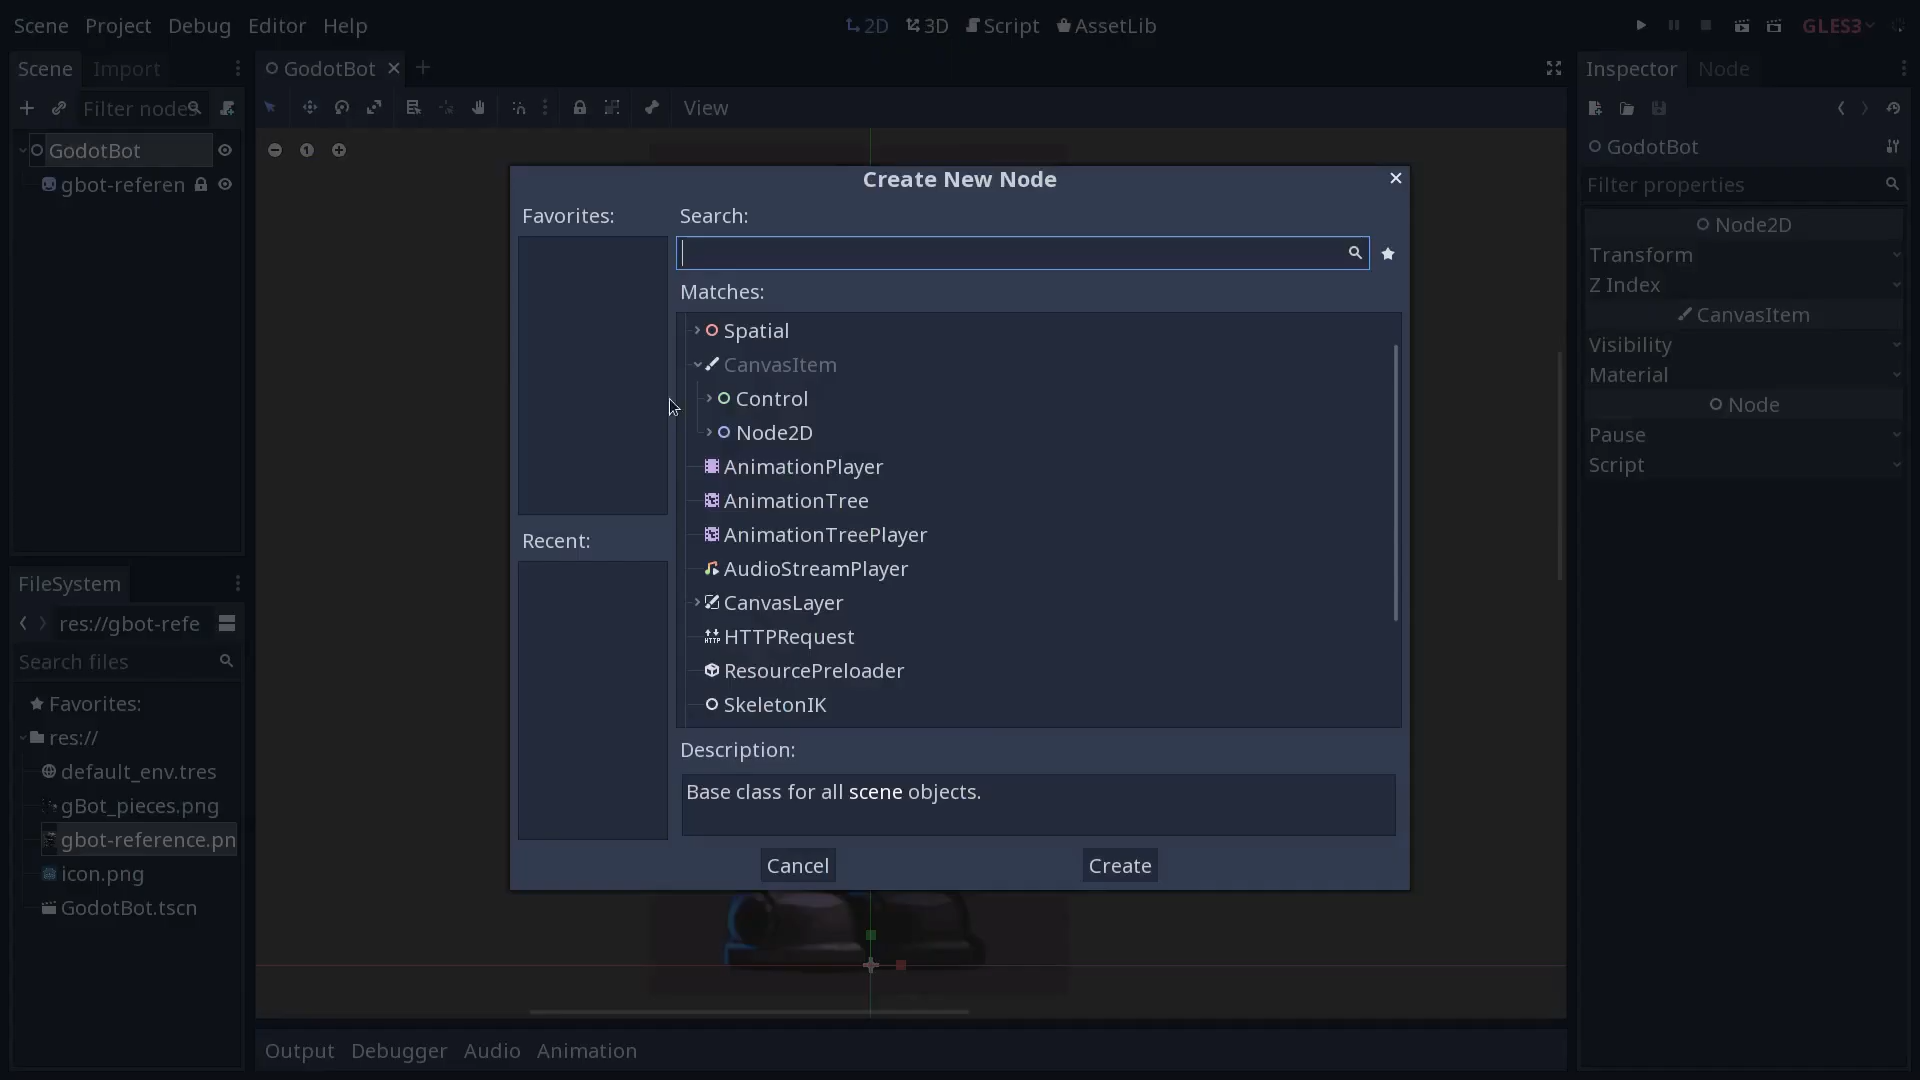 Scene Project Debug Editor Help
2D 3D Script AssetLib
GLES3
Scene Import
GodotBot
Inspector Node
Filter nodes
View
GodotBot
gbot-referen
GodotBot
Filter properties
Node2D
Transform
Z Index
CanvasItem
Visibility
Material
Node
Pause
Script
Create New Node
Favorites:
Search:
Matches:
Spatial
CanvasItem
Control
Node2D
AnimationPlayer
AnimationTree
AnimationTreePlayer
AudioStreamPlayer
CanvasLayer
HTTPRequest
ResourcePreloader
SkeletonIK
Recent:
Description:
Base class for all scene objects.
Cancel Create
FileSystem
res://gbot-refe
Search files
Favorites:
res://
default_env.tres
gBot_pieces.png
gbot-reference.pn
icon.png
GodotBot.tscn
Output Debugger Audio Animation